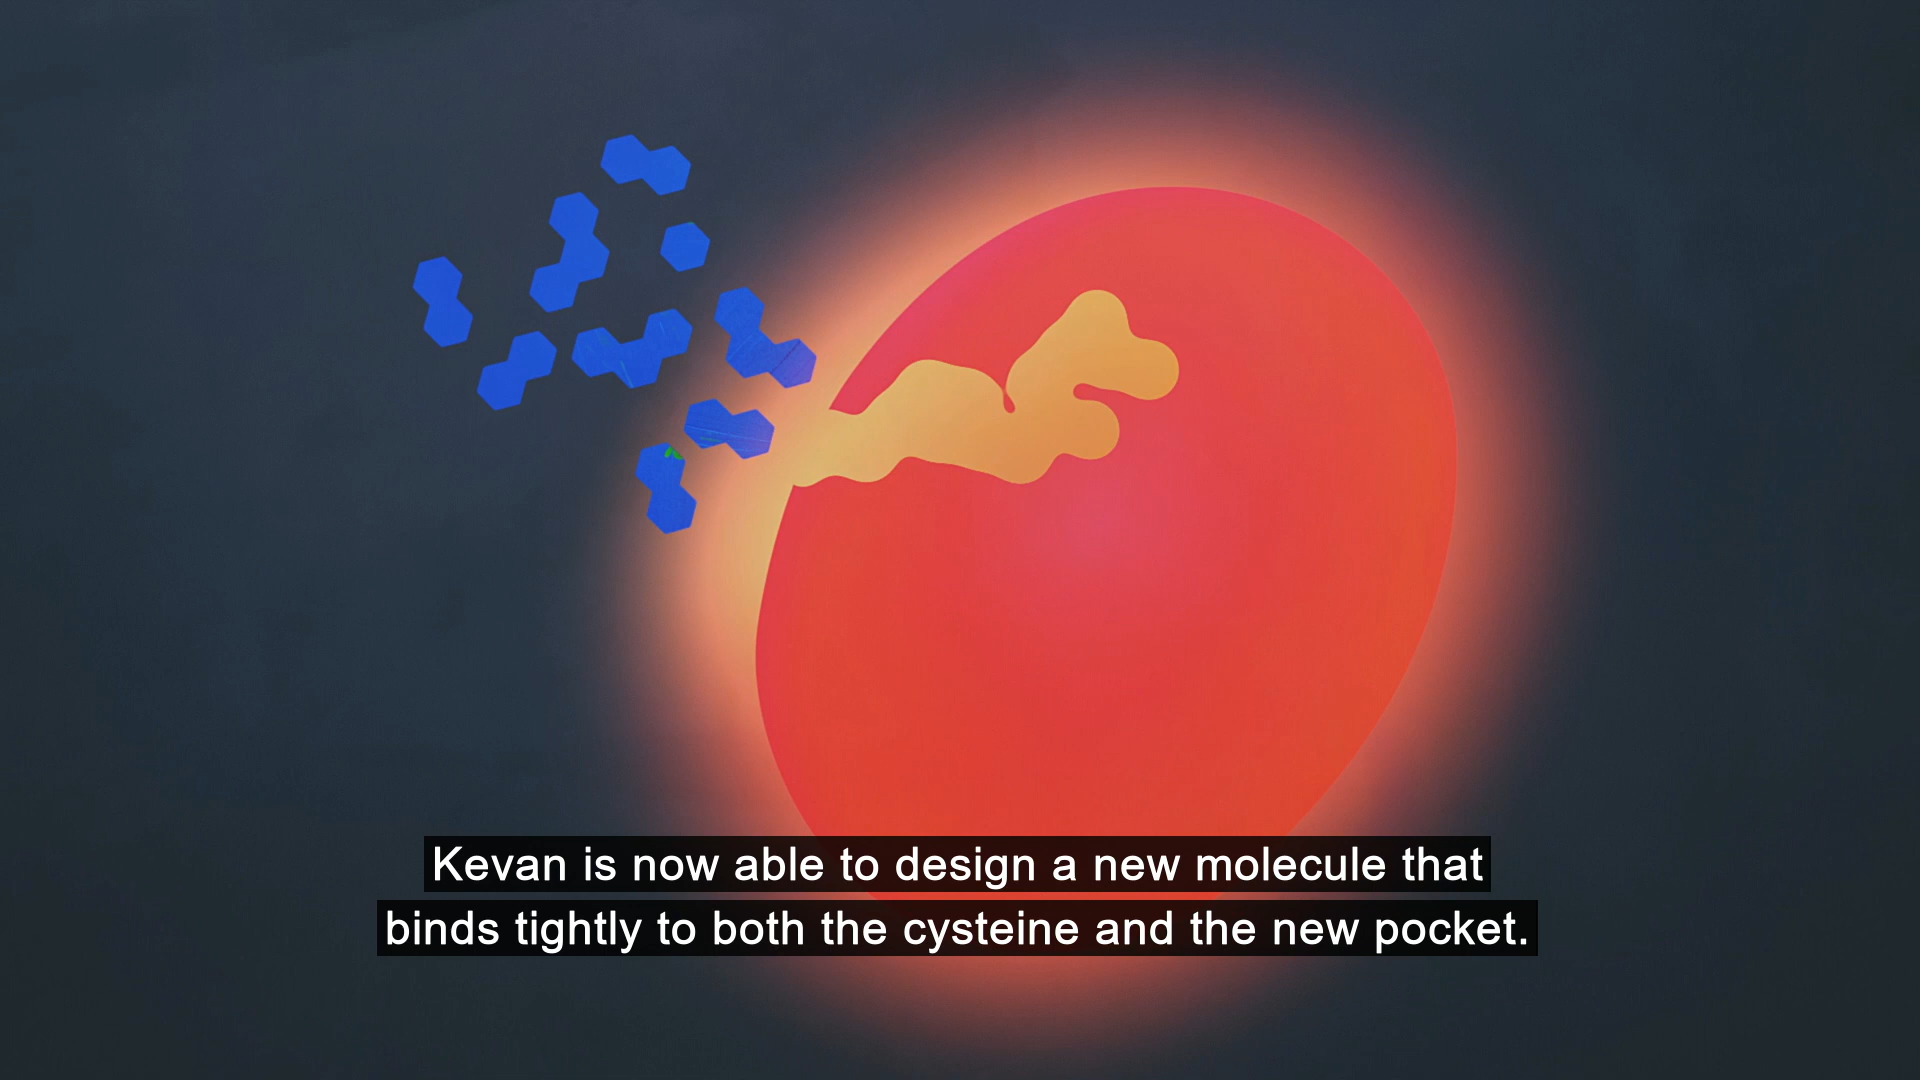 Kevan is now able to design a new molecule that
binds tightly to both the cysteine and the new pocket.